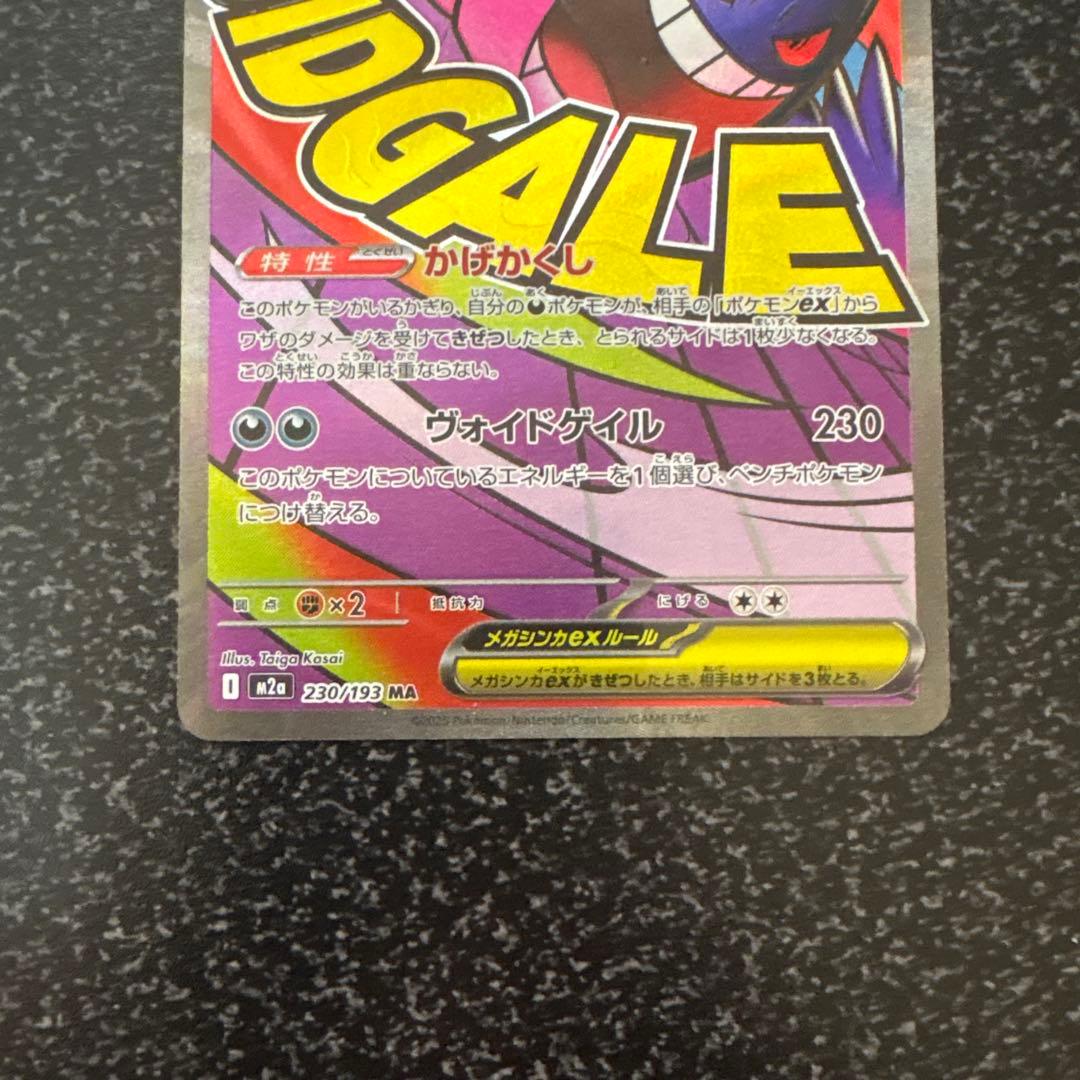 IDGALE
特性 とくせい かげかくし
このポケモンがいるかぎり、自分の悪ポケモンが、相手の「ポケモンex」から
ワザのダメージを受けてきぜつしたとき、とられるサイドは1枚少なくなる。
この特性の効果は重ならない。
ヴォイドゲイル 230
このポケモンについているエネルギーを1個選び、ベンチポケモン
につけ替える。
弱点 ×2 抵抗力 にげる
メガシンカexルール
メガシンカexがきぜつしたとき、相手はサイドを3枚とる。
Illus. Taiga Kasai
I m2a 230/193 MA
©2025 Pokémon/Nintendo/Creatures/GAME FREAK